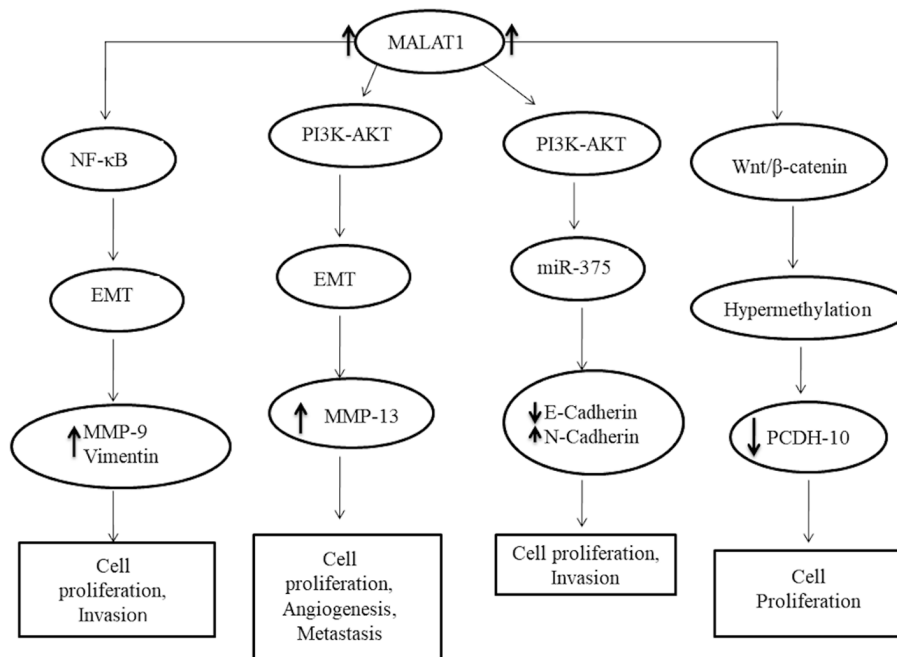 MALAT1
NF-κB
PI3K-AKT
PI3K-AKT
Wnt/β-catenin
EMT
EMT
miR-375
Hypermethylation
MMP-9
Vimentin
MMP-13
E-Cadherin
N-Cadherin
PCDH-10
Cell
proliferation,
Invasion
Cell
proliferation,
Angiogenesis,
Metastasis
Cell proliferation,
Invasion
Cell
Proliferation